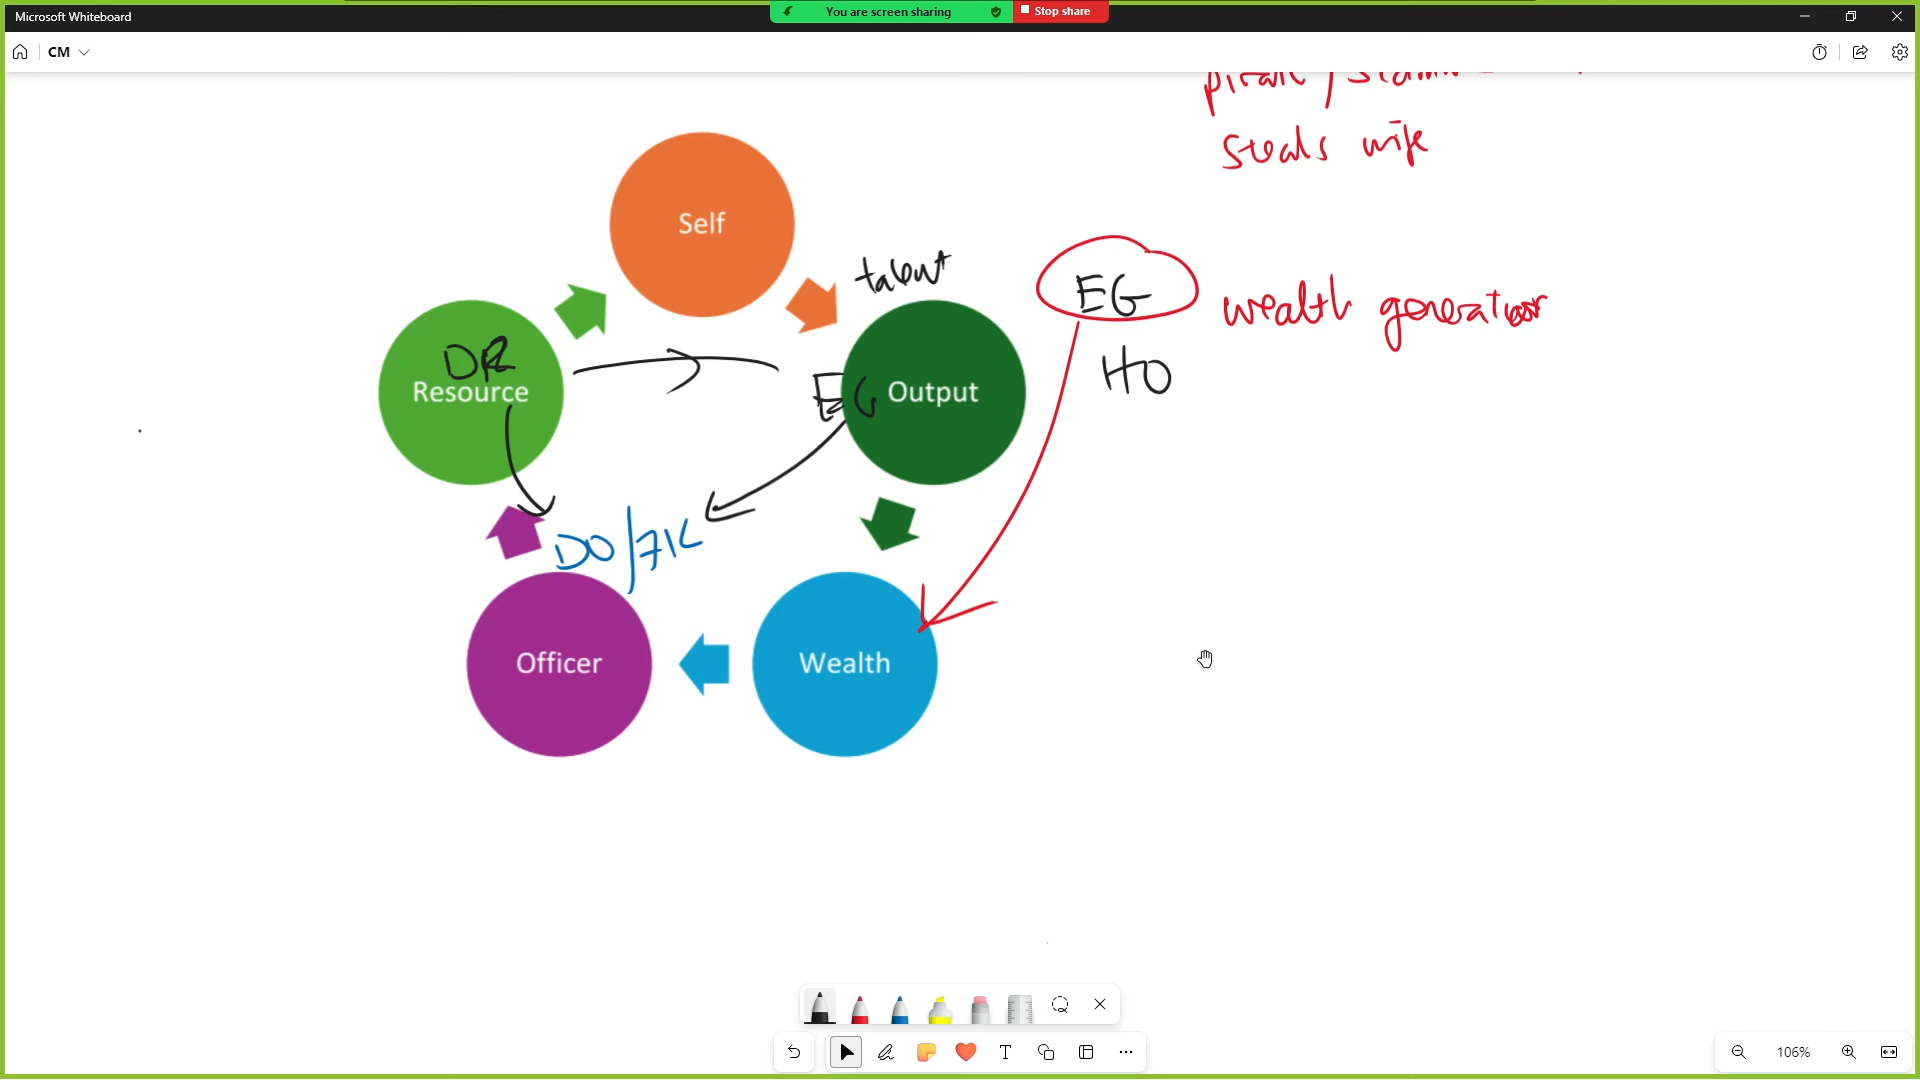 Microsoft Whiteboard
You are screen sharing
Stop share
CM
steals wife
Self
talent
EG
wealth generator
DR
Resource
EG
Output
HO
DO/7K
Officer
Wealth
106%